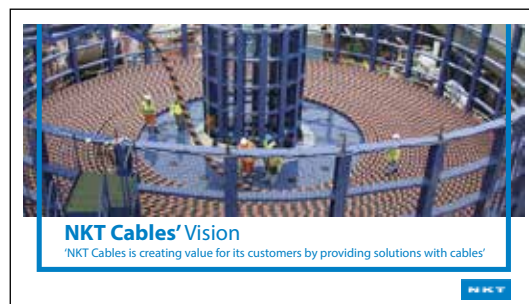 NKT Cables' Vision
'NKT Cables is creating value for its customers by providing solutions with cables'
NKT